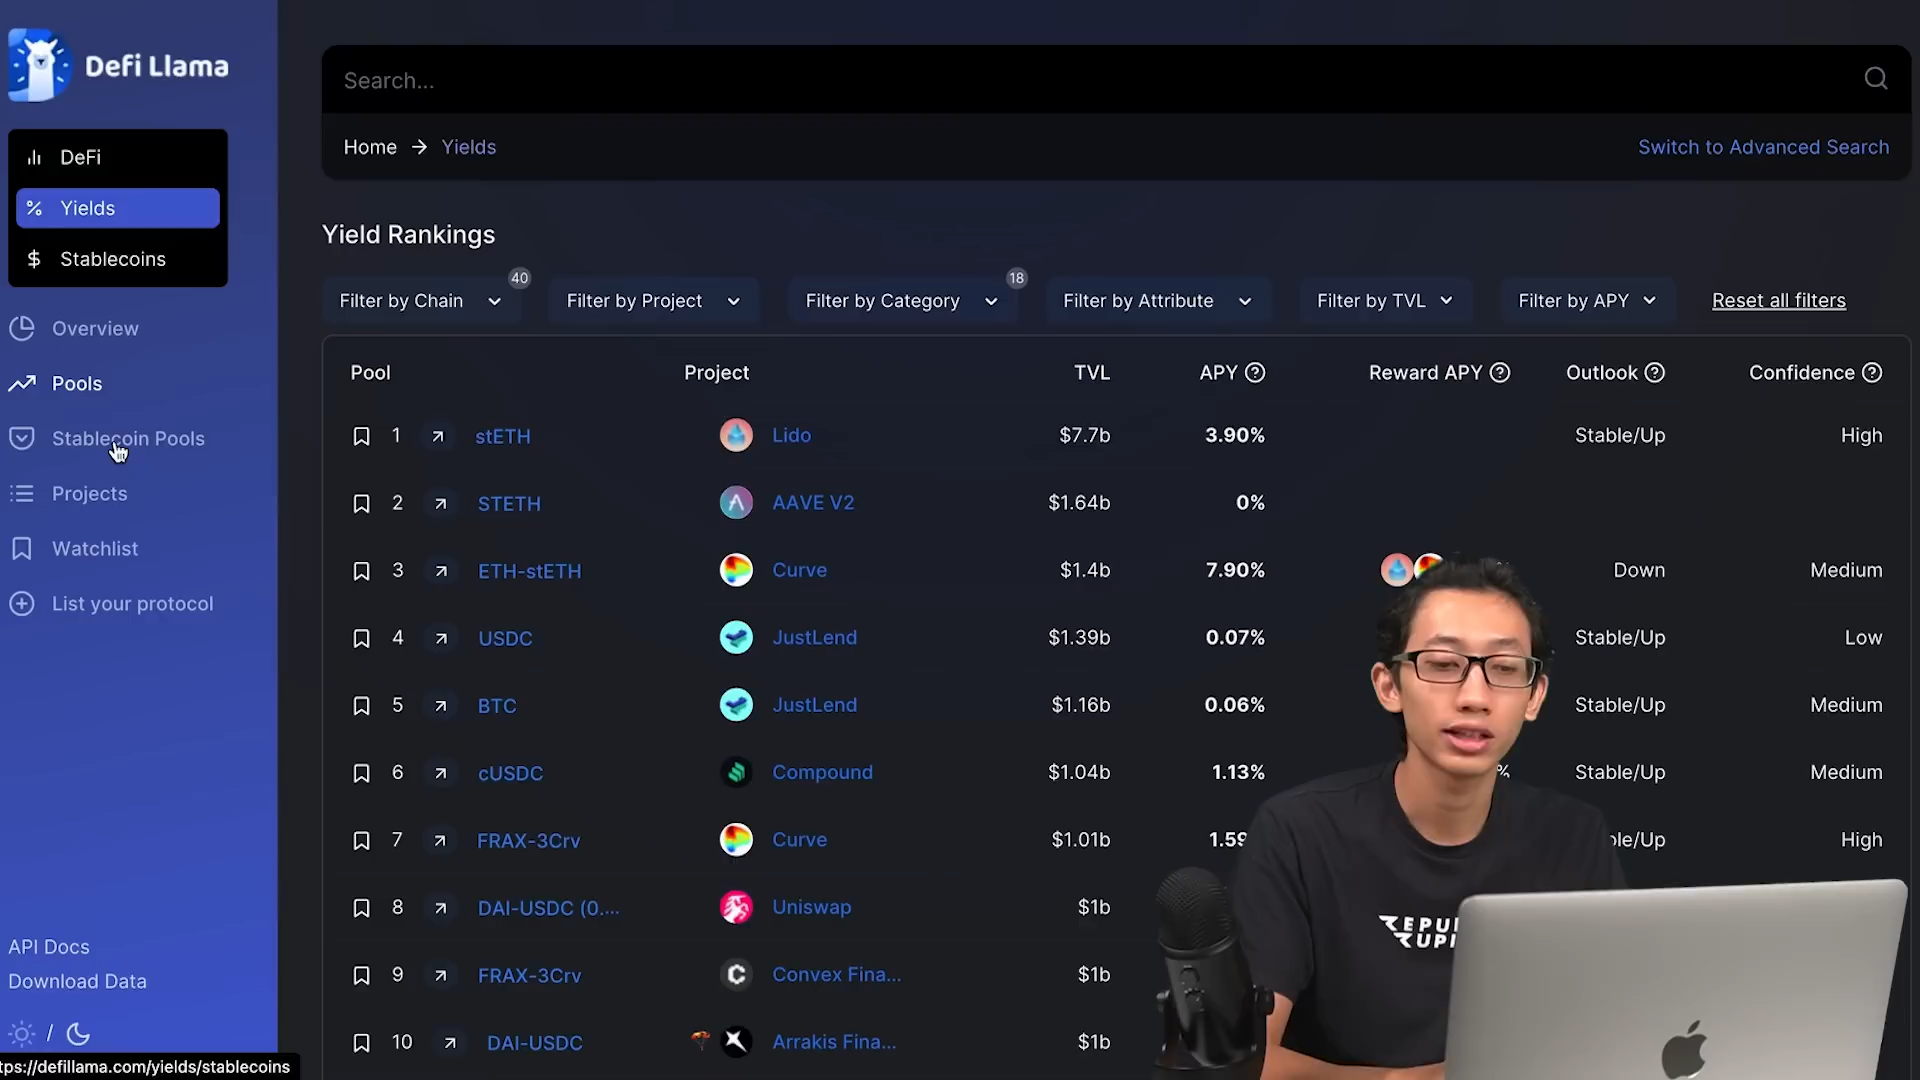 Defi Llama
Search...
DeFi
Home → Yields
Switch to Advanced Search
Yields
Stablecoins
Yield Rankings
40
18
Filter by Chain
Filter by Project
Filter by Category
Filter by Attribute
Filter by TVL
Filter by APY
Reset all filters
Overview
Pools
Stablecoin Pools
Projects
Watchlist
List your protocol
Pool Project TVL APY ? Reward APY ? Outlook ? Confidence ?
1 stETH Lido $7.7b 3.90% Stable/Up High
2 STETH AAVE V2 $1.64b 0%
3 ETH-stETH Curve $1.4b 7.90% Down Medium
4 USDC JustLend $1.39b 0.07% Stable/Up Low
5 BTC JustLend $1.16b 0.06% Stable/Up Medium
6 cUSDC Compound $1.04b 1.13% % Stable/Up Medium
7 FRAX-3Crv Curve $1.01b 1.59 ble/Up High
8 DAI-USDC (0.... Uniswap $1b
9 FRAX-3Crv Convex Fina... $1b
10 DAI-USDC Arrakis Fina... $1b
API Docs
Download Data
/
tps://defillama.com/yields/stablecoins